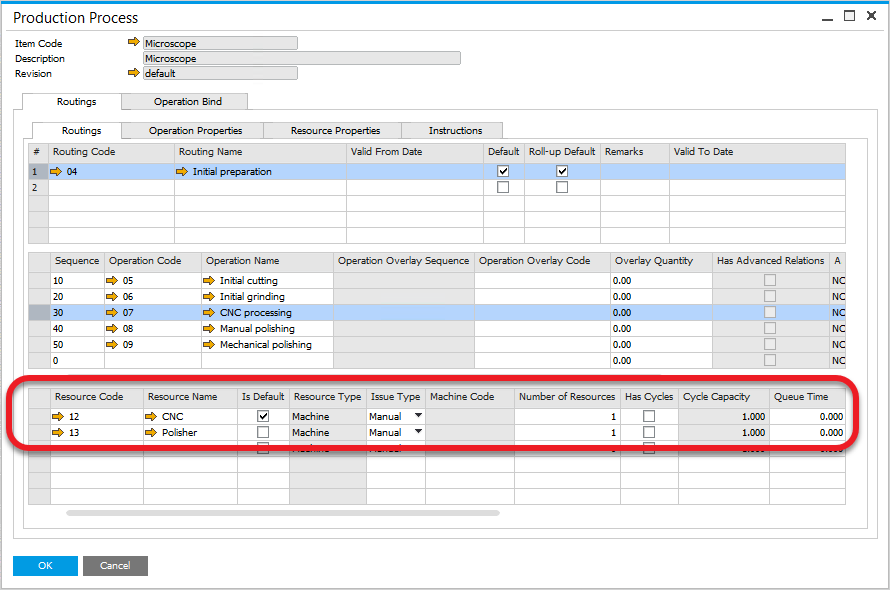 Production Process
Item Code Microscope
Description Microscope
Revision default
Routings Operation Bind
Routings Operation Properties Resource Properties Instructions
# Routing Code Routing Name Valid From Date Default Roll-up Default Remarks Valid To Date
1 04 Initial preparation
2
Sequence Operation Code Operation Name Operation Overlay Sequence Operation Overlay Code Overlay Quantity Has Advanced Relations A
10 05 Initial cutting 0.00 NC
20 06 Initial grinding 0.00 NC
30 07 CNC processing 0.00 NC
40 08 Manual polishing 0.00 NC
50 09 Mechanical polishing 0.00 NC
0 0.00 NC
Resource Code Resource Name Is Default Resource Type Issue Type Machine Code Number of Resources Has Cycles Cycle Capacity Queue Time
12 CNC Machine Manual 1 1.000 0.000
13 Polisher Machine Manual 1 1.000 0.000
OK Cancel